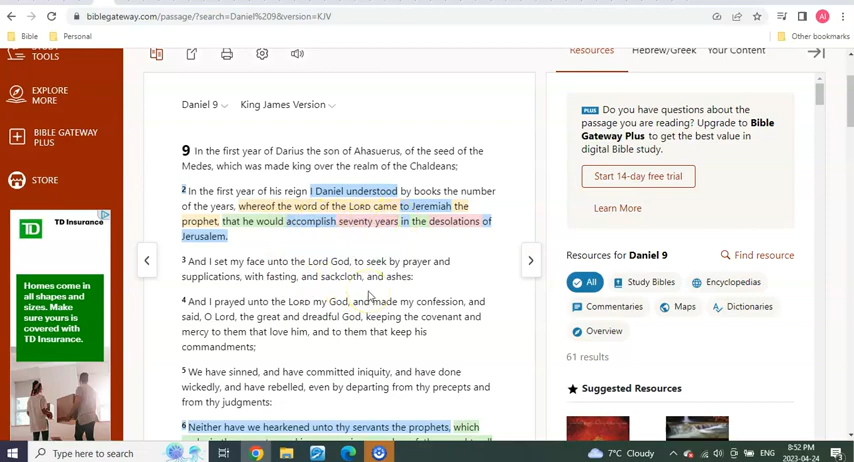 biblegateway.com/passage/?search=Daniel%209&version=KJV
AI
Bible
Personal
Other bookmarks
STUDY
TOOLS
EXPLORE
MORE
BIBLE GATEWAY
PLUS
STORE
TD
TD Insurance
Homes come in
all shapes and
sizes. Make
sure yours is
covered with
TD Insurance.
Daniel 9
King James Version
9 In the first year of Darius the son of Ahasuerus, of the seed of the
Medes, which was made king over the realm of the Chaldeans;
2 In the first year of his reign I Daniel understood by books the number
of the years, whereof the word of the LORD came to Jeremiah the
prophet, that he would accomplish seventy years in the desolations of
Jerusalem.
3 And I set my face unto the Lord God, to seek by prayer and
supplications, with fasting, and sackcloth, and ashes:
4 And I prayed unto the LORD my God, and made my confession, and
said, O Lord, the great and dreadful God, keeping the covenant and
mercy to them that love him, and to them that keep his
commandments;
5 We have sinned, and have committed iniquity, and have done
wickedly, and have rebelled, even by departing from thy precepts and
from thy judgments:
6 Neither have we hearkened unto thy servants the prophets, which
Resources
Hebrew/Greek
Your Content
PLUS Do you have questions about the
passage you are reading? Upgrade to Bible
Gateway Plus to get the best value in
digital Bible study.
Start 14-day free trial
Learn More
Resources for Daniel 9
Find resource
All
Study Bibles
Encyclopedias
Commentaries
Maps
Dictionaries
Overview
61 results
Suggested Resources
Type here to search
7°C Cloudy
ENG
8:52 PM
2023-04-24